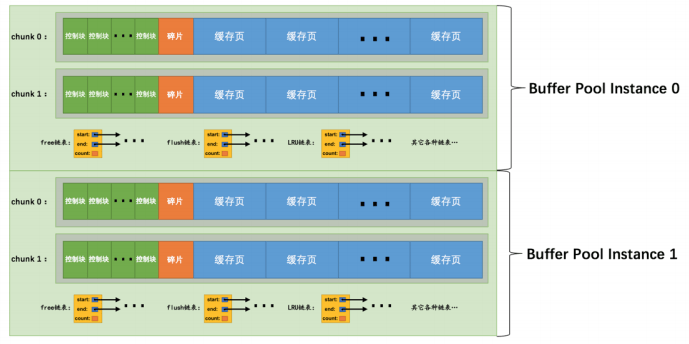 chunk 0： 控制块 控制块 ··· 控制块 碎片 缓存页 缓存页 ··· 缓存页
Buffer Pool Instance 0
chunk 1： 控制块 控制块 ··· 控制块 碎片 缓存页 缓存页 ··· 缓存页
free链表： start: end: count: ··· flush链表： start: end: count: ··· LRU链表： start: end: count: ··· 其它各种链表…
chunk 0： 控制块 控制块 ··· 控制块 碎片 缓存页 缓存页 ··· 缓存页
Buffer Pool Instance 1
chunk 1： 控制块 控制块 ··· 控制块 碎片 缓存页 缓存页 ··· 缓存页
free链表： start: end: count: ··· flush链表： start: end: count: ··· LRU链表： start: end: count: ··· 其它各种链表…